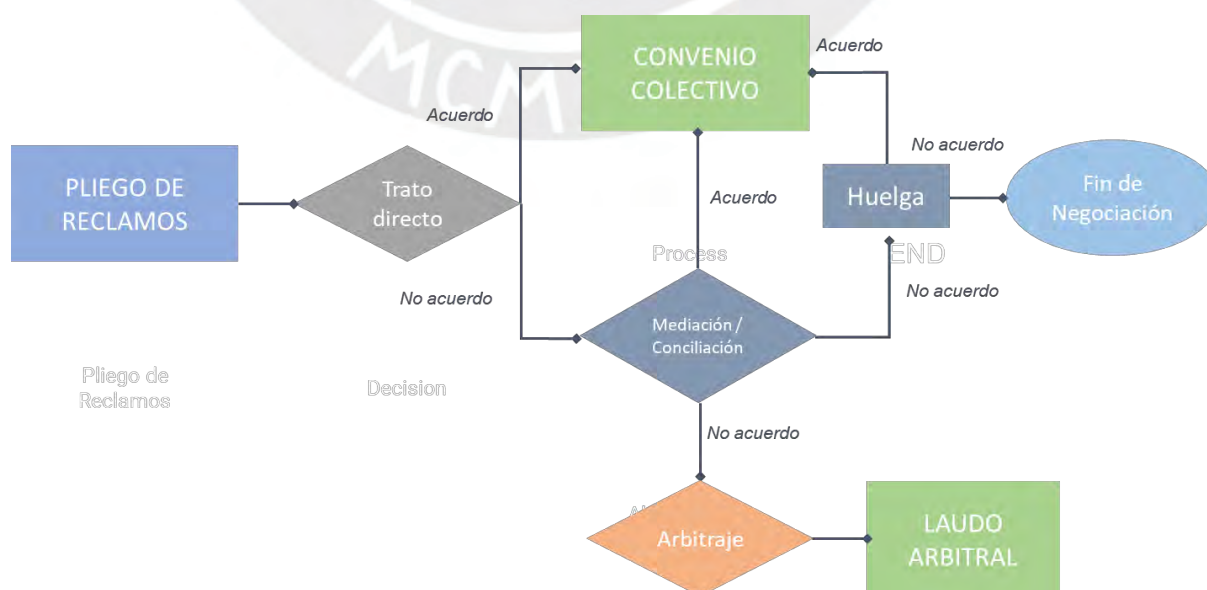 MCM
CONVENIO
COLECTIVO
Acuerdo
Acuerdo
No acuerdo
PLIEGO DE
RECLAMOS
Trato
directo
Huelga
Fin de
Negociación
Acuerdo
Process
END
No acuerdo
No acuerdo
Mediación /
Conciliación
Pliego de
Reclamos
Decision
No acuerdo
Arbitraje
LAUDO
ARBITRAL